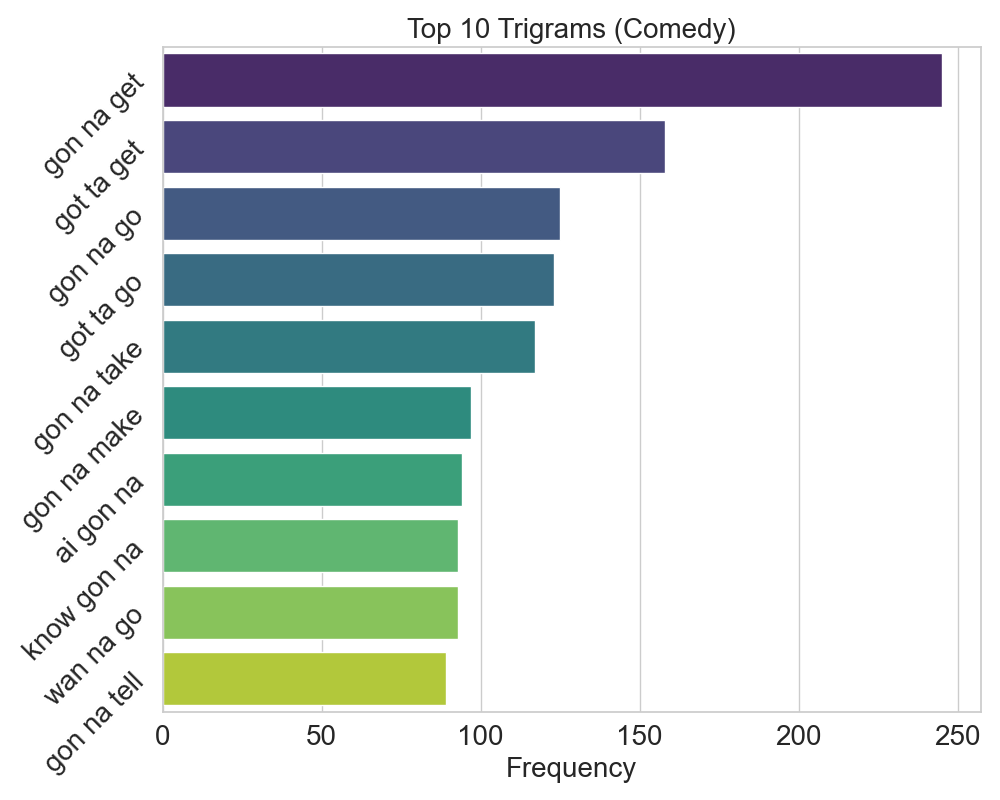 Top 10 Trigrams (Comedy)
gon na get
got ta get
gon na go
got ta go
gon na take
gon na make
ai gon na
know gon na
wan na go
gon na tell
0 50 100 150 200 250
Frequency